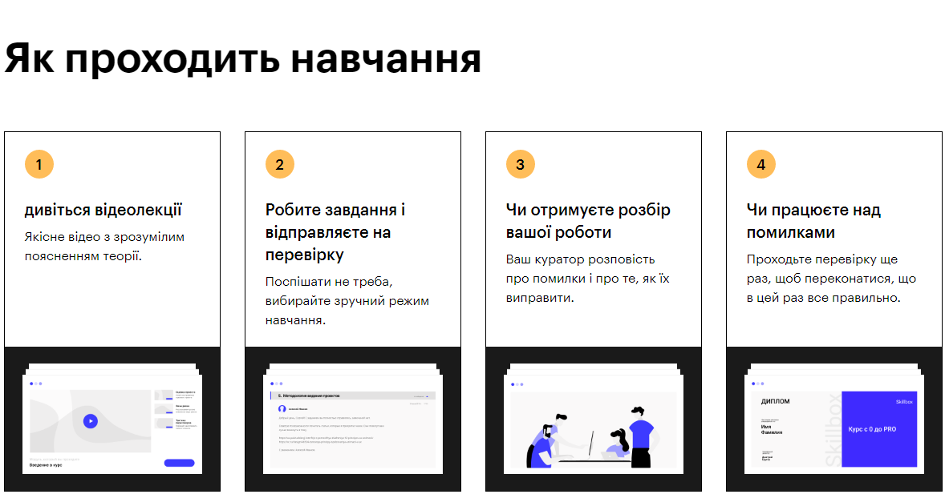 Як проходить навчання
1
дивіться відеолекції
Якісне відео з зрозумілим
поясненням теорії.
2
Робите завдання і
відправляєте на
перевірку
Поспішати не треба,
вибирайте зручний режим
навчання.
3
Чи отримуєте розбір
вашої роботи
Ваш куратор розповість
про помилки і про те, як їх
виправити.
4
Чи працюєте над
помилками
Проходьте перевірку ще
раз, щоб переконатися, що
в цей раз все правильно.
Введение в курс
ДИПЛОМ
Skillbox
Имя
Фамилия
Skillbox
Курс с 0 до PRO